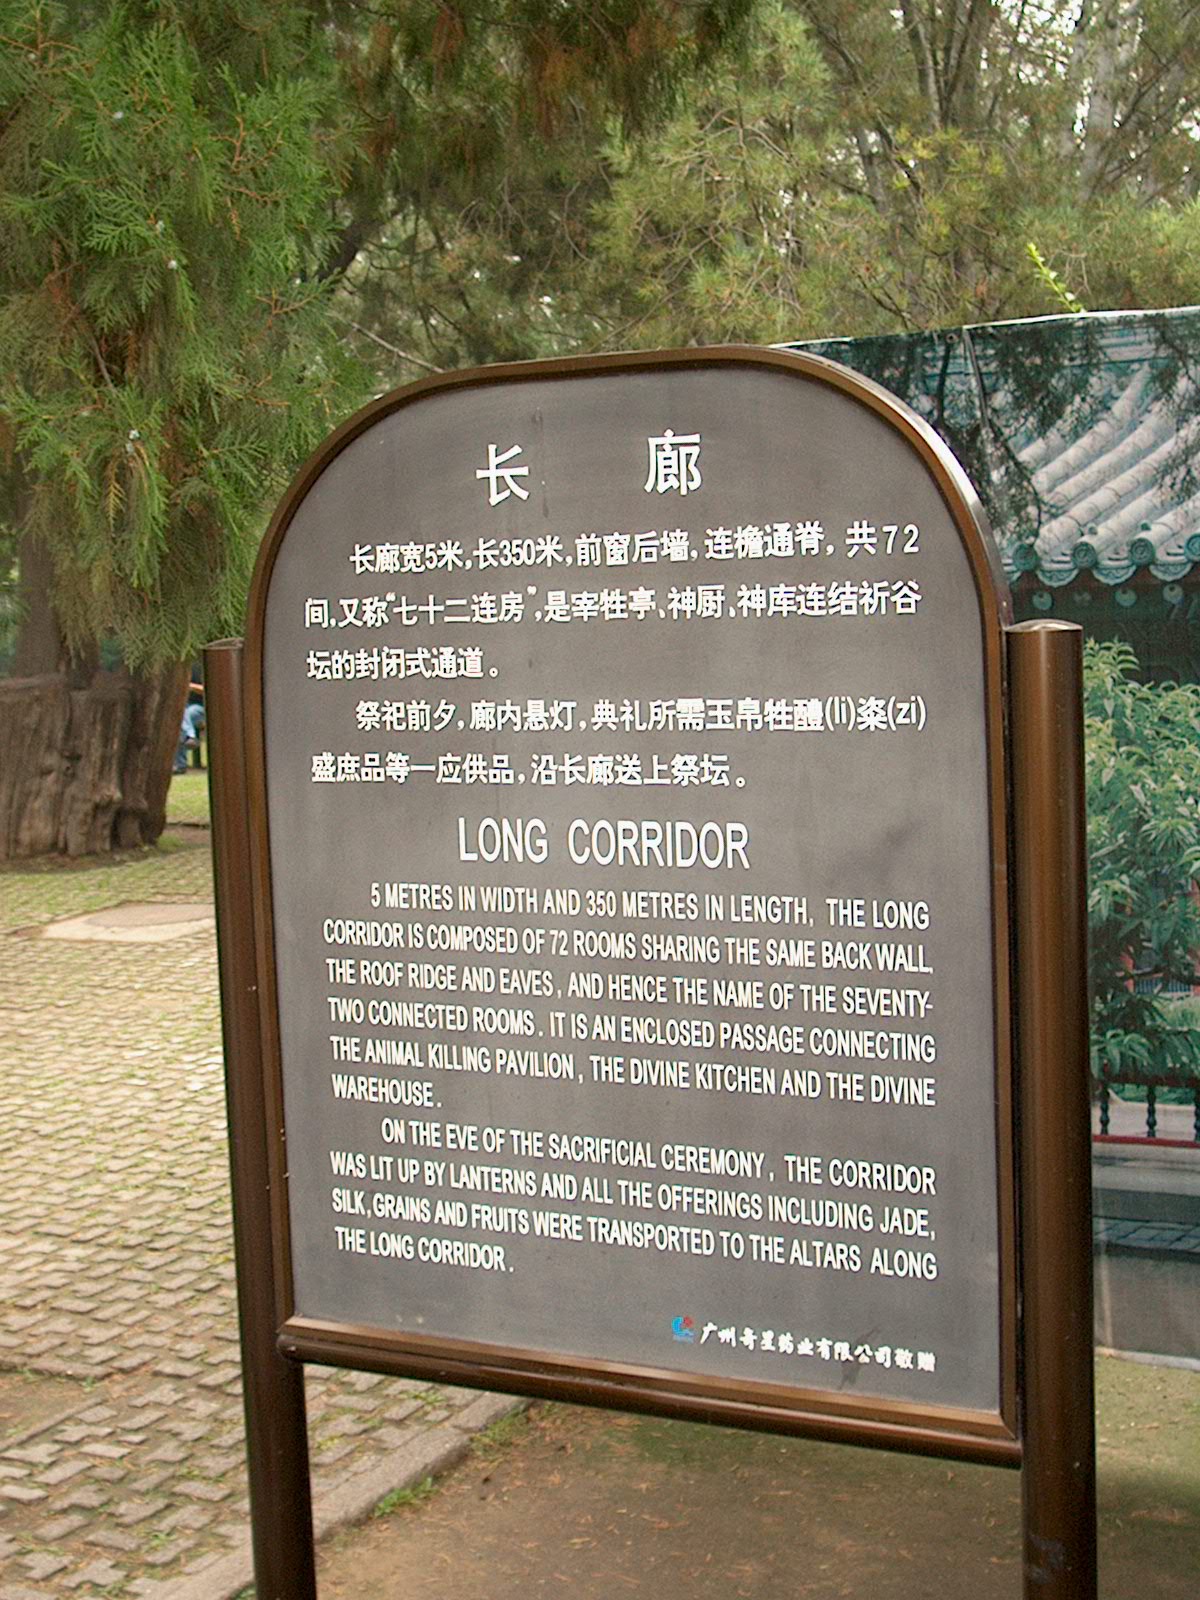 长 廊
长廊宽5米,长350米,前窗后墙,连檐通脊,共72
间,又称“七十二连房”,是宰牲亭、神厨、神库连结祈谷
坛的封闭式通道。
祭祀前夕,廊内悬灯,典礼所需玉帛牲醴(li)粢(zi)
盛庶品等一应供品,沿长廊送上祭坛。
LONG CORRIDOR
5 METRES IN WIDTH AND 350 METRES IN LENGTH, THE LONG
CORRIDOR IS COMPOSED OF 72 ROOMS SHARING THE SAME BACK WALL,
THE ROOF RIDGE AND EAVES, AND HENCE THE NAME OF THE SEVENTY-
TWO CONNECTED ROOMS. IT IS AN ENCLOSED PASSAGE CONNECTING
THE ANIMAL KILLING PAVILION, THE DIVINE KITCHEN AND THE DIVINE
WAREHOUSE.
ON THE EVE OF THE SACRIFICIAL CEREMONY, THE CORRIDOR
WAS LIT UP BY LANTERNS AND ALL THE OFFERINGS INCLUDING JADE,
SILK, GRAINS AND FRUITS WERE TRANSPORTED TO THE ALTARS ALONG
THE LONG CORRIDOR.
广州奇星药业有限公司敬赠